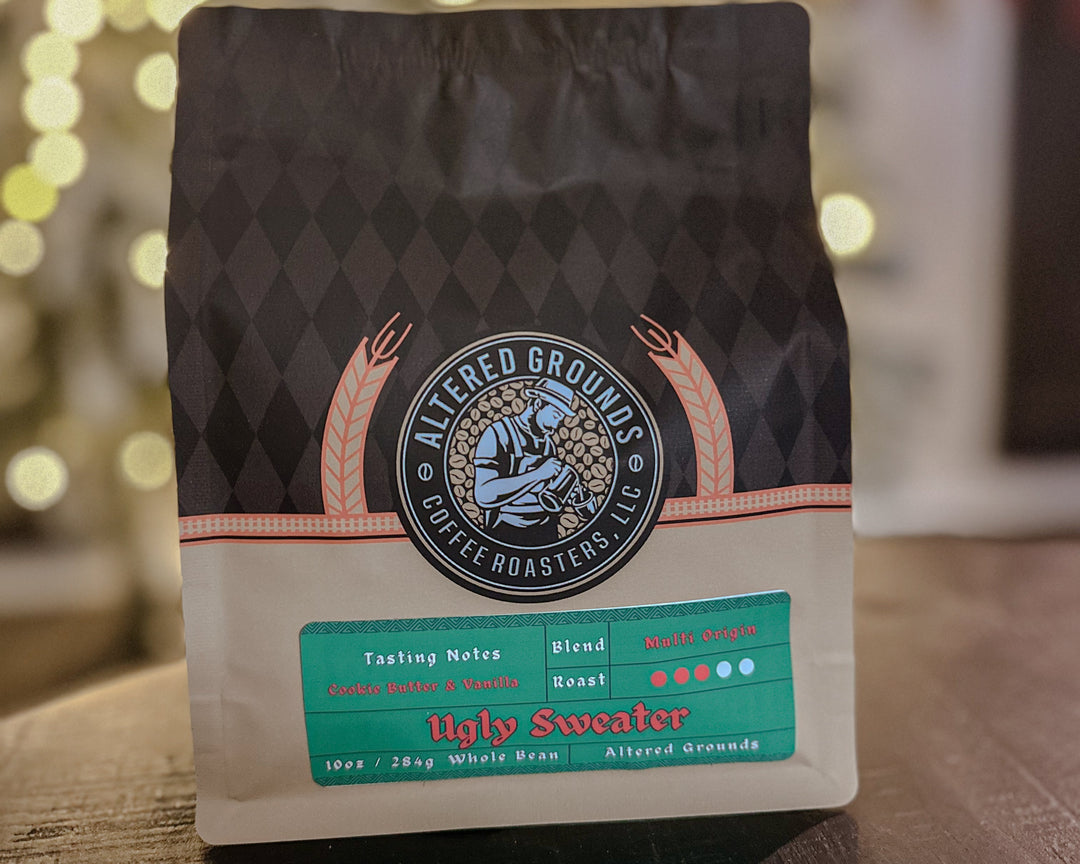 ALTERED GROUNDS
COFFEE ROASTERS, LLC
Tasting Notes
Cookie Butter & Vanilla
Blend
Multi Origin
Roast
Ugly Sweater
10oz / 284g Whole Bean
Altered Grounds